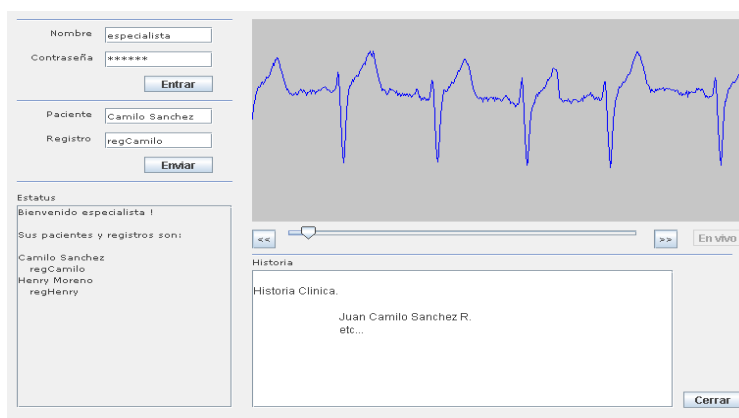 Nombre especialista
Contraseña ******
Entrar
Paciente Camilo Sanchez
Registro regCamilo
Enviar
Estatus
Bienvenido especialista !
Sus pacientes y registros son:
Camilo Sanchez
regCamilo
Henry Moreno
regHenry
<< >> En vivo
Historia
Historia Clinica.
Juan Camilo Sanchez R.
etc...
Cerrar